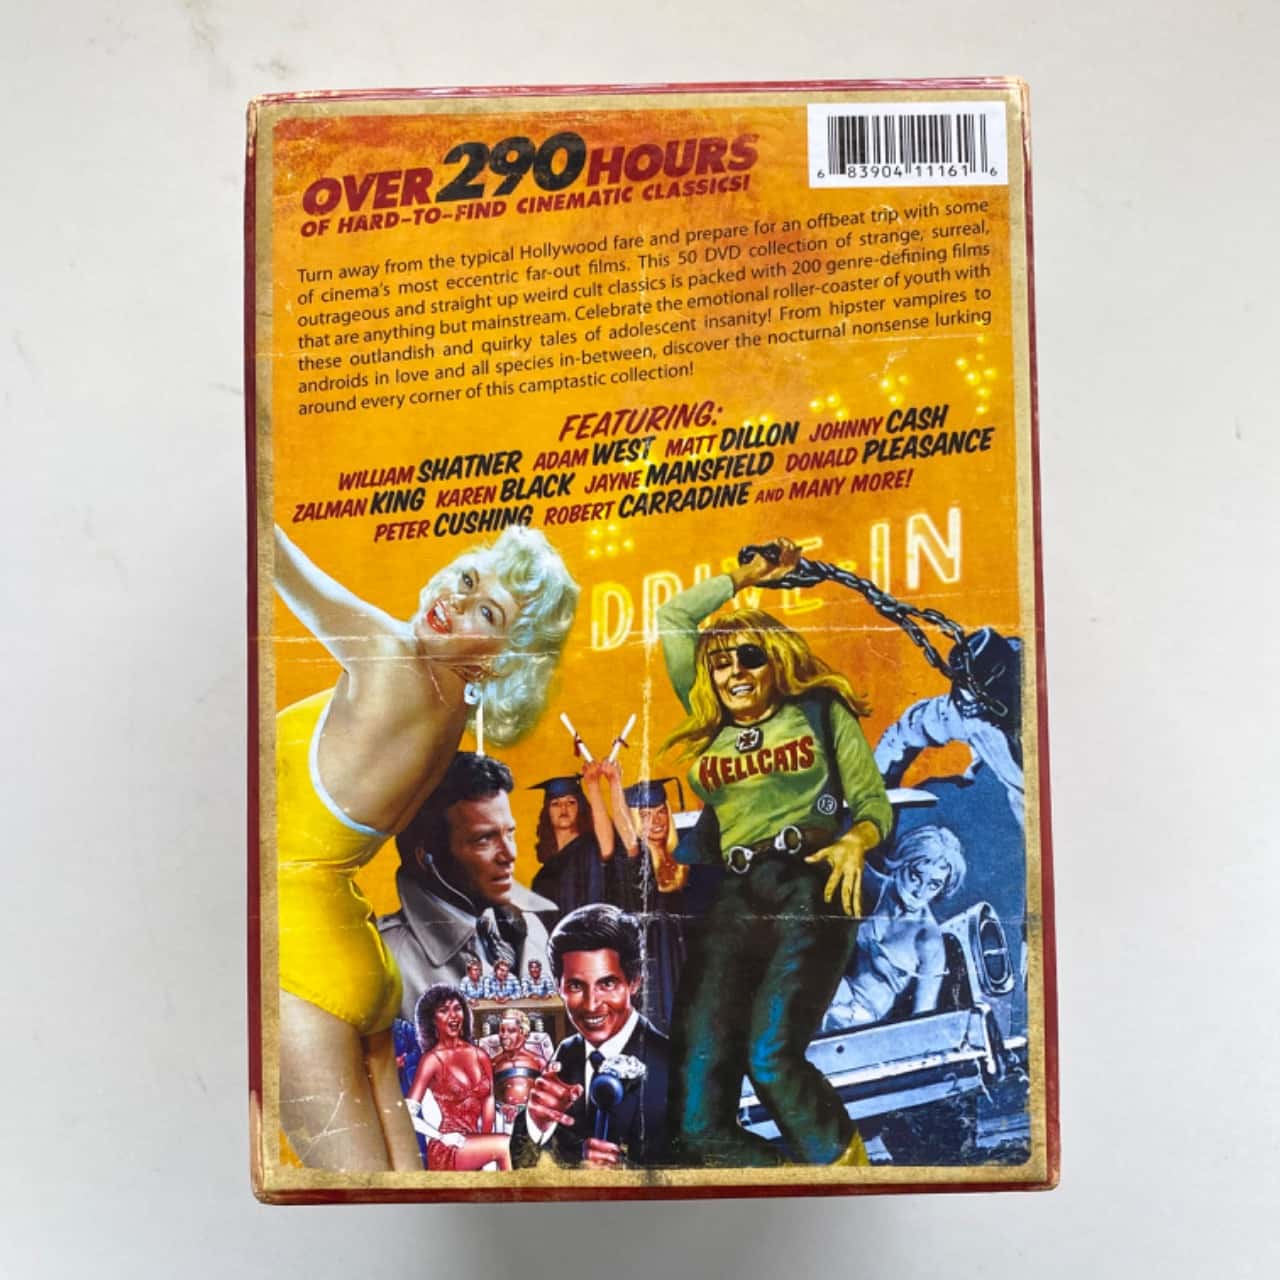 OVER 290 HOURS
OF HARD-TO-FIND CINEMATIC CLASSICS!
6 83904 11161 6
Turn away from the typical Hollywood fare and prepare for an offbeat trip with some
of cinema's most eccentric far-out films. This 50 DVD collection of strange, surreal,
outrageous and straight up weird cult classics is packed with 200 genre-defining films
that are anything but mainstream. Celebrate the emotional roller-coaster of youth with
these outlandish and quirky tales of adolescent insanity! From hipster vampires to
androids in love and all species in-between, discover the nocturnal nonsense lurking
around every corner of this camptastic collection!
FEATURING:
WILLIAM SHATNER ADAM WEST MATT DILLON JOHNNY CASH
ZALMAN KING KAREN BLACK JAYNE MANSFIELD DONALD PLEASANCE
PETER CUSHING ROBERT CARRADINE AND MANY MORE!
DRIVE-IN
HELLCATS
13